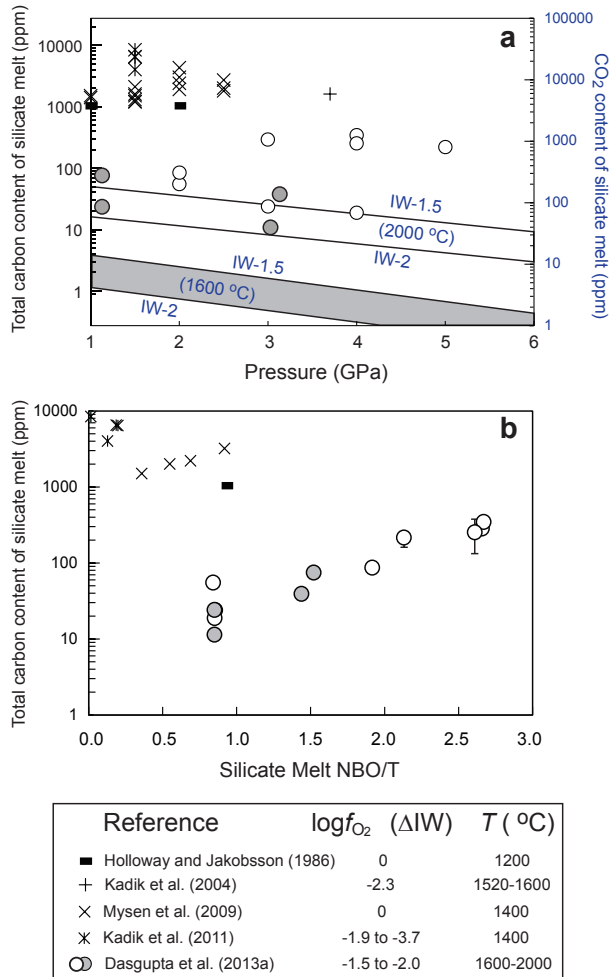 a
Total carbon content of silicate melt (ppm)
10000
1000
100
10
1
CO2 content of silicate melt (ppm)
100000
10000
1000
100
10
1
IW-1.5
(2000 °C)
IW-2
IW-1.5
(1600 °C)
IW-2
1 2 3 4 5 6
Pressure (GPa)
b
Total carbon content of silicate melt (ppm)
10000
1000
100
10
1
0.0 0.5 1.0 1.5 2.0 2.5 3.0
Silicate Melt NBO/T
Reference logfO2 (ΔIW) T ( °C)
Holloway and Jakobsson (1986) 0 1200
Kadik et al. (2004) -2.3 1520-1600
Mysen et al. (2009) 0 1400
Kadik et al. (2011) -1.9 to -3.7 1400
Dasgupta et al. (2013a) -1.5 to -2.0 1600-2000